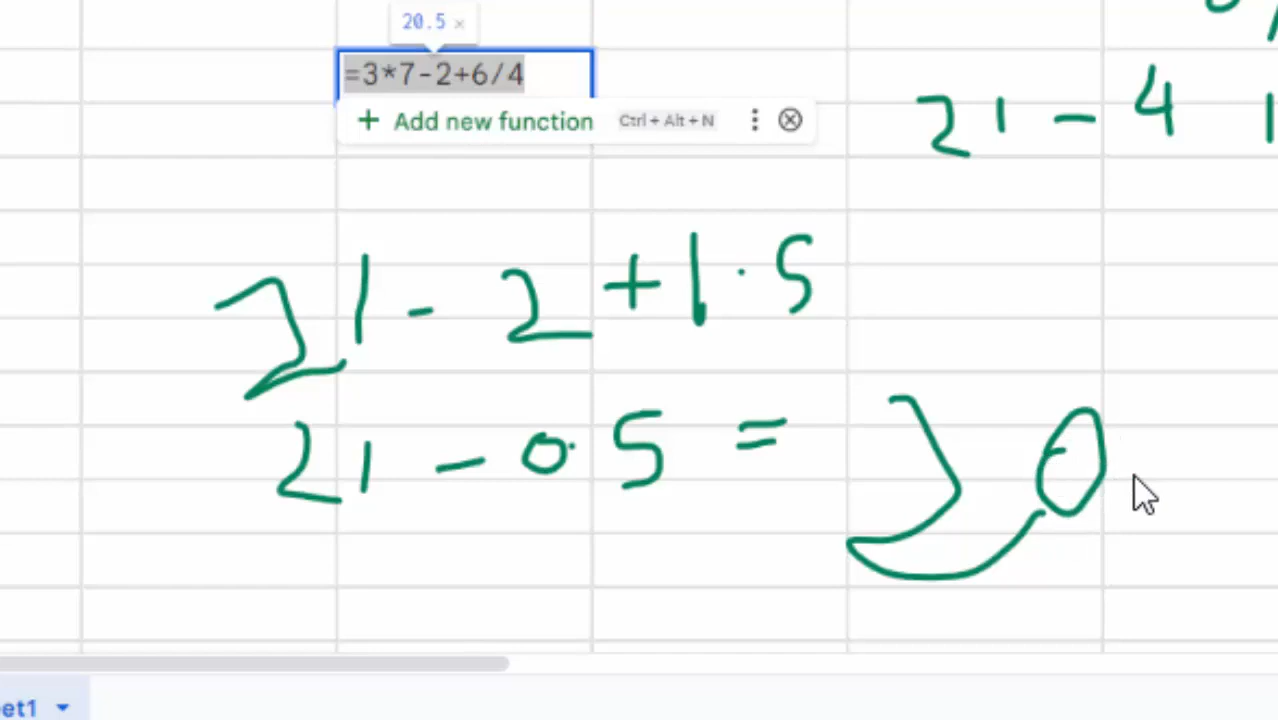 20.5 ×
=3*7-2+6/4
+ Add new function Ctrl + Alt + N
21 - 4
21 - 2 + 1.5
21 - 0.5 = 20
et1